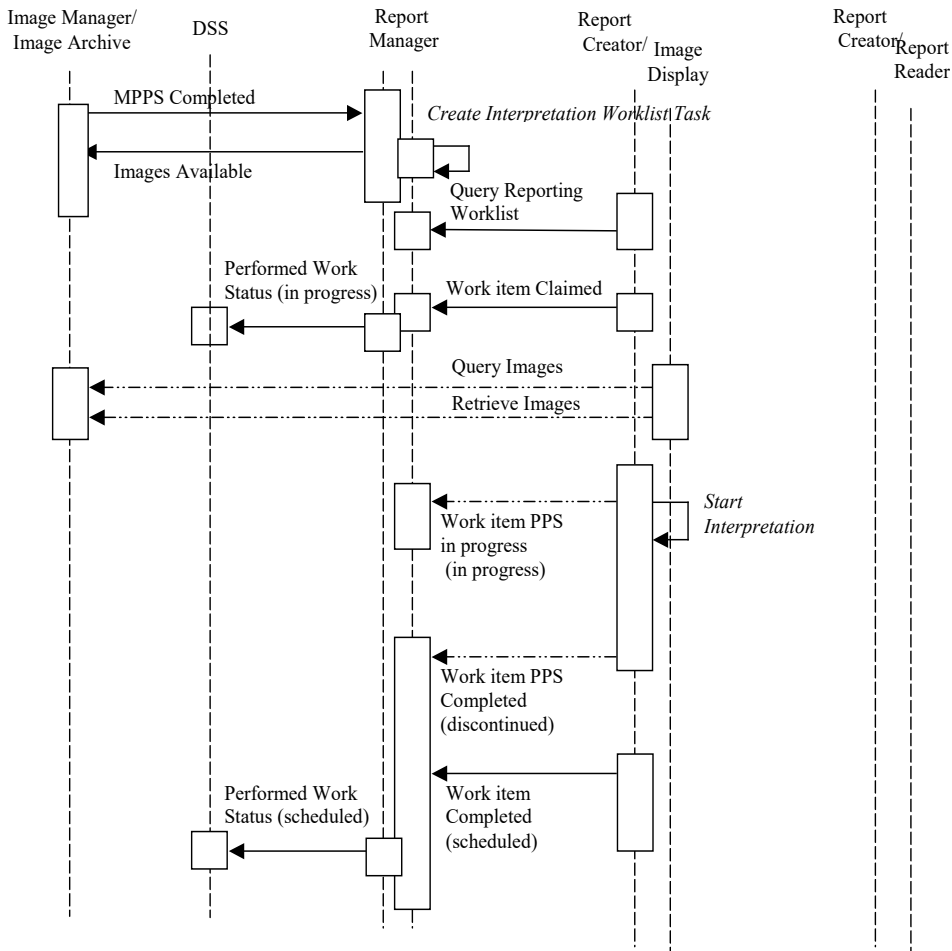 Image Manager/
Image Archive
DSS
Report
Manager
Report
Creator/
Image
Display
Report
Creator/
Report
Reader
MPPS Completed
Create Interpretation Worklist Task
Images Available
Query Reporting
Worklist
Performed Work
Status (in progress)
Work item Claimed
Query Images
Retrieve Images
Start
Interpretation
Work item PPS
in progress
(in progress)
Work item PPS
Completed
(discontinued)
Performed Work
Status (scheduled)
Work item
Completed
(scheduled)